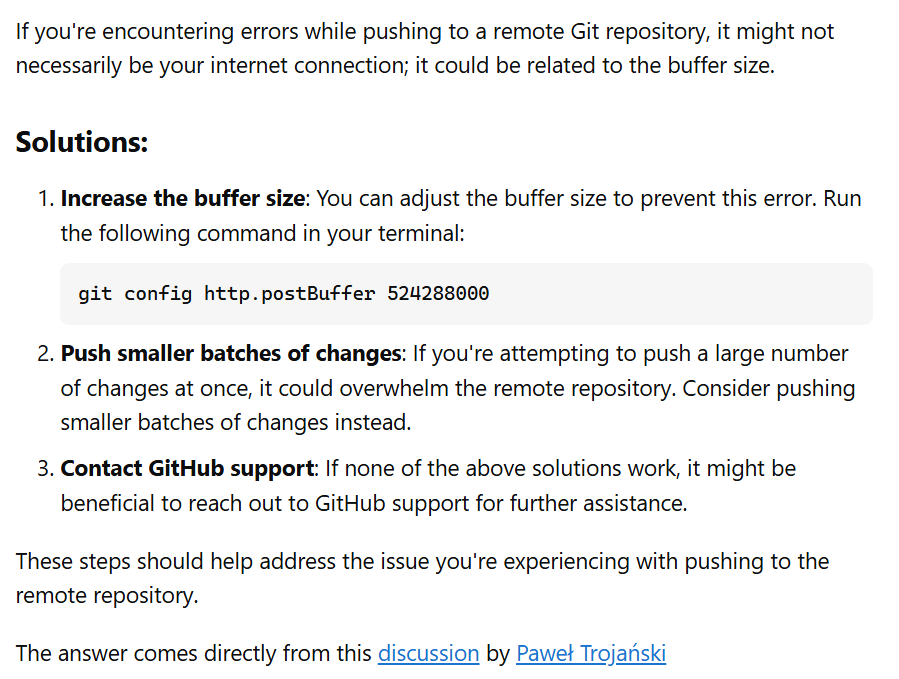 If you're encountering errors while pushing to a remote Git repository, it might not
necessarily be your internet connection; it could be related to the buffer size.
Solutions:
1. Increase the buffer size: You can adjust the buffer size to prevent this error. Run
the following command in your terminal:
git config http.postBuffer 524288000
2. Push smaller batches of changes: If you're attempting to push a large number
of changes at once, it could overwhelm the remote repository. Consider pushing
smaller batches of changes instead.
3. Contact GitHub support: If none of the above solutions work, it might be
beneficial to reach out to GitHub support for further assistance.
These steps should help address the issue you're experiencing with pushing to the
remote repository.
The answer comes directly from this discussion by Paweł Trojański